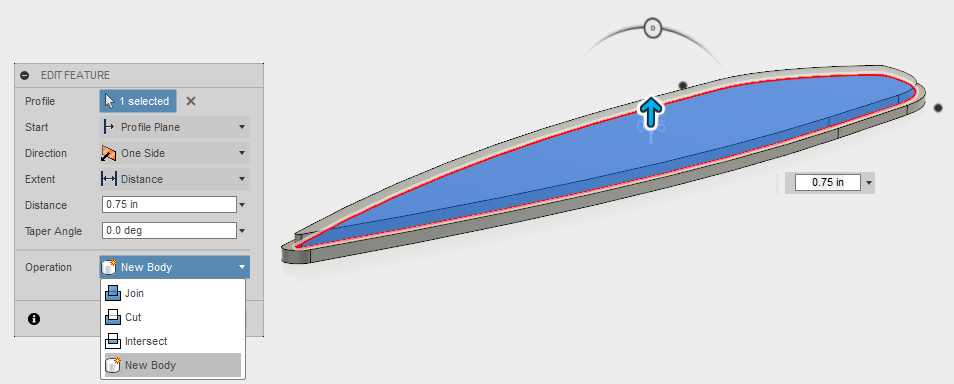 EDIT FEATURE
Profile 1 selected
Start Profile Plane
Direction One Side
Extent Distance
Distance 0.75 in
Taper Angle 0.0 deg
Operation New Body
Join
Cut
Intersect
New Body
0.75 in